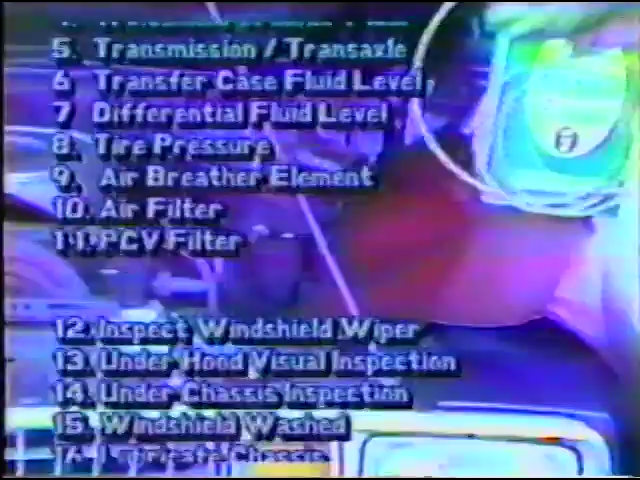 5. Transmission / Transaxle
6 Transfer Case Fluid Level
7 Differential Fluid Level
8. Tire Pressure
9. Air Breather Element
10. Air Filter
11. PCV Filter
12. Inspect Windshield Wiper
13. Under Hood Visual Inspection
14. Under Chassis Inspection
15. Windshield Washed
Chassis